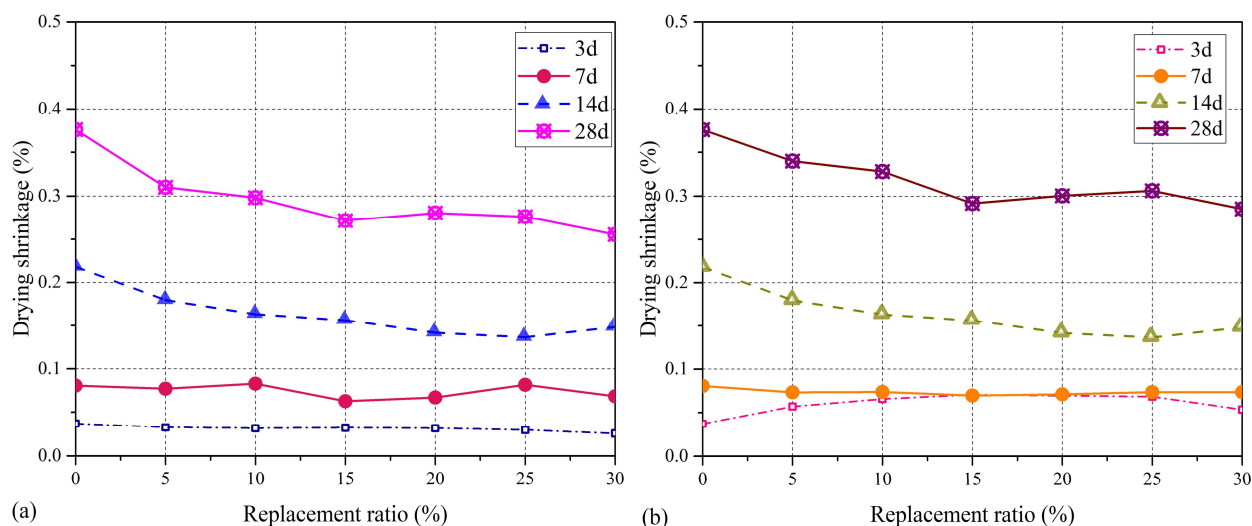 0.5
0.4
0.3
0.2
0.1
0.0
Drying shrinkage (%)
3d
7d
14d
28d
0 5 10 15 20 25 30
Replacement ratio (%)
(a)
0.5
0.4
0.3
0.2
0.1
0.0
Drying shrinkage (%)
3d
7d
14d
28d
0 5 10 15 20 25 30
Replacement ratio (%)
(b)